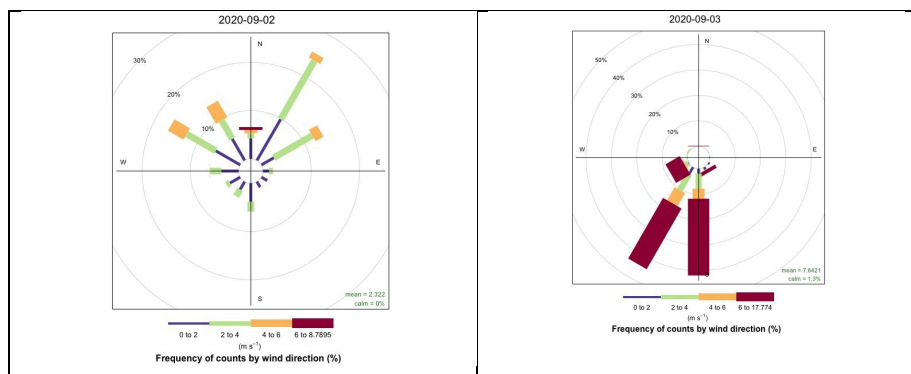 2020-09-02
N
30%
20%
10%
W
E
S
mean = 2.322
calm = 0%
0 to 2 2 to 4 4 to 6 6 to 8.7895
(m s⁻¹)
Frequency of counts by wind direction (%)
2020-09-03
N
50%
40%
30%
20%
10%
W
E
mean = 7.6421
calm = 1.3%
0 to 2 2 to 4 4 to 6 6 to 17.774
(m s⁻¹)
Frequency of counts by wind direction (%)